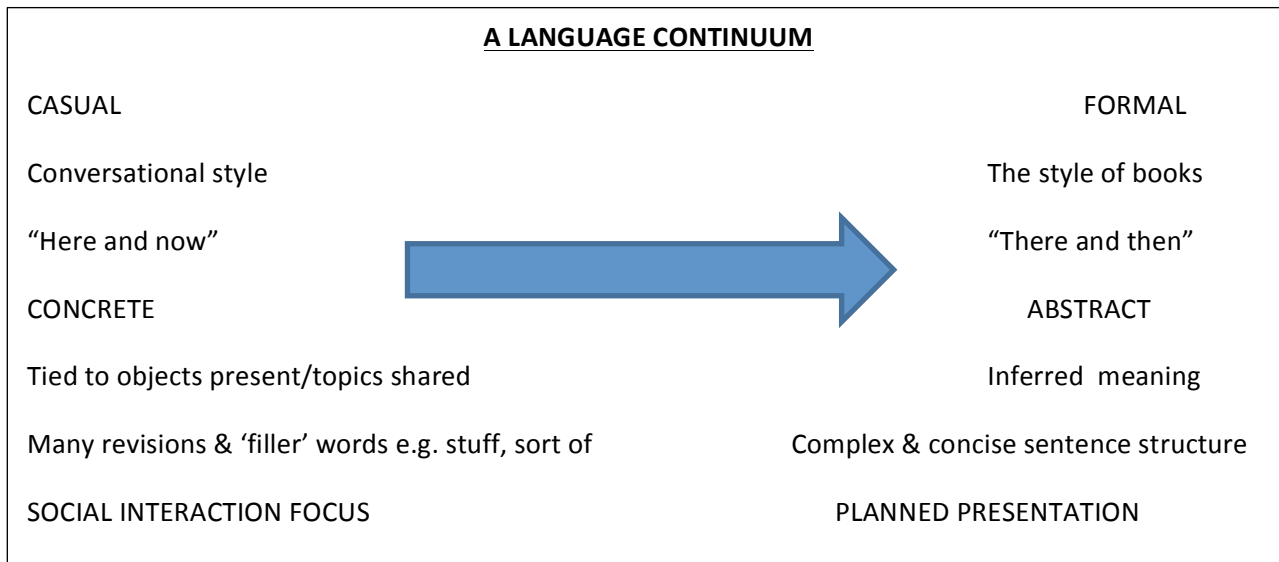 A LANGUAGE CONTINUUM
CASUAL FORMAL
Conversational style The style of books
“Here and now” “There and then”
CONCRETE ABSTRACT
Tied to objects present/topics shared Inferred meaning
Many revisions & ‘filler’ words e.g. stuff, sort of Complex & concise sentence structure
SOCIAL INTERACTION FOCUS PLANNED PRESENTATION